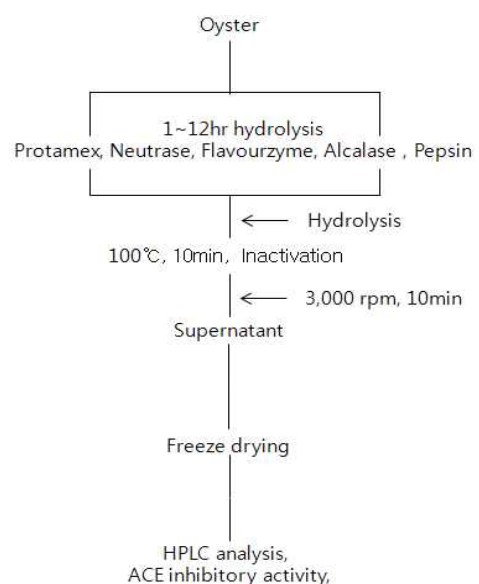 Oyster
1~12hr hydrolysis
Protamex, Neutrase, Flavourzyme, Alcalase , Pepsin
Hydrolysis
100℃, 10min, Inactivation
3,000 rpm, 10min
Supernatant
Freeze drying
HPLC analysis,
ACE inhibitory activity,